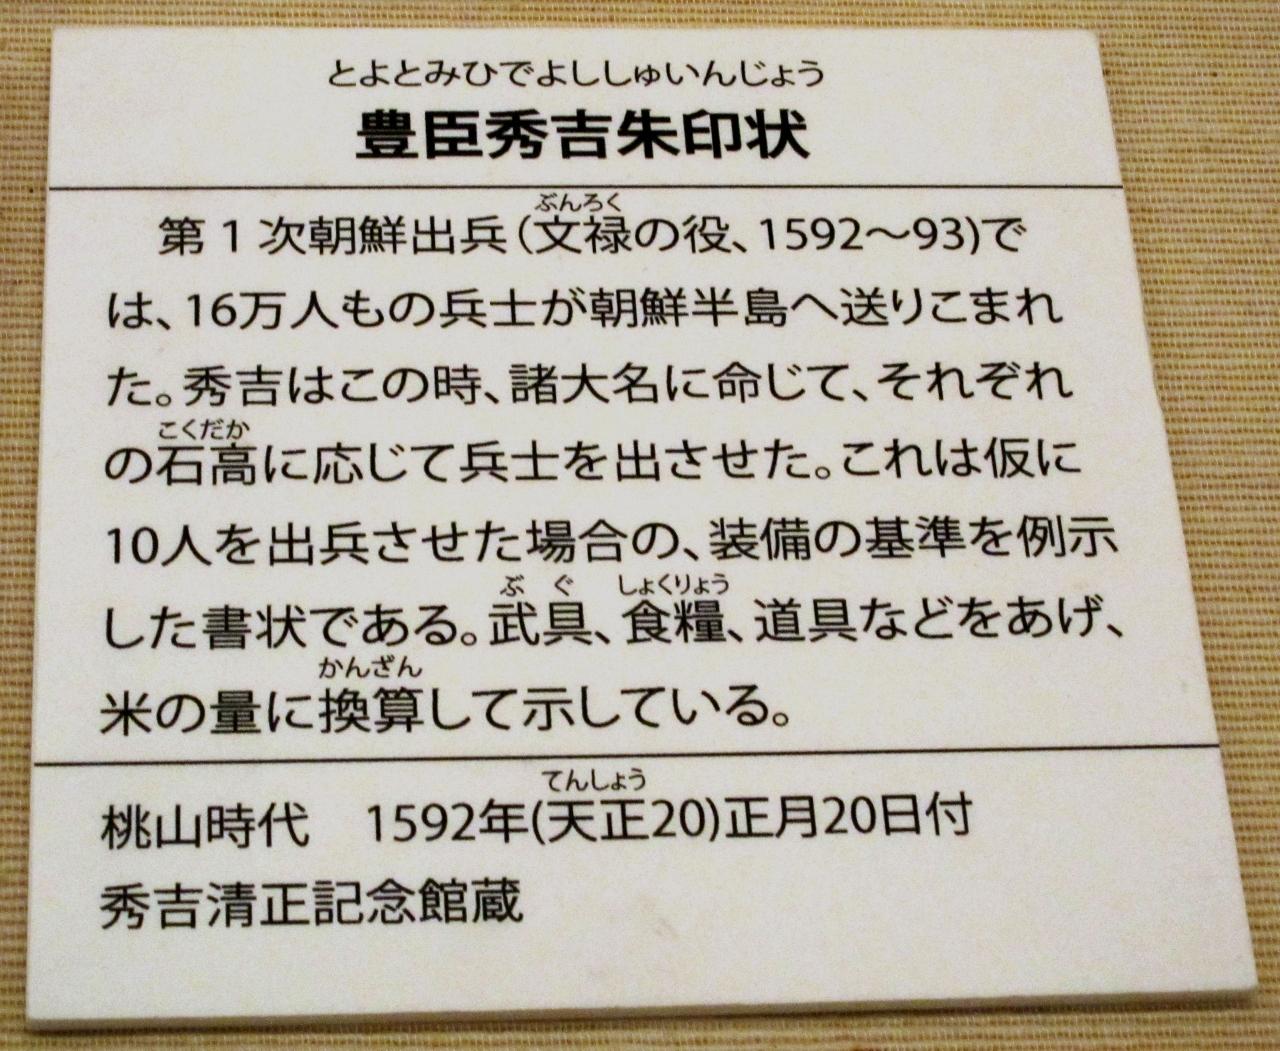 とよとみひでよししゅいんじょう
豊臣秀吉朱印状
ぶんろく
第1次朝鮮出兵(文禄の役、1592～93)で
は、16万人もの兵士が朝鮮半島へ送りこまれ
た。秀吉はこの時、諸大名に命じて、それぞれ
こくだか
の石高に応じて兵士を出させた。これは仮に
10人を出兵させた場合の、装備の基準を例示
ぶぐ しょくりょう
した書状である。武具、食糧、道具などをあげ、
かんざん
米の量に換算して示している。
てんしょう
桃山時代　1592年(天正20)正月20日付
秀吉清正記念館蔵